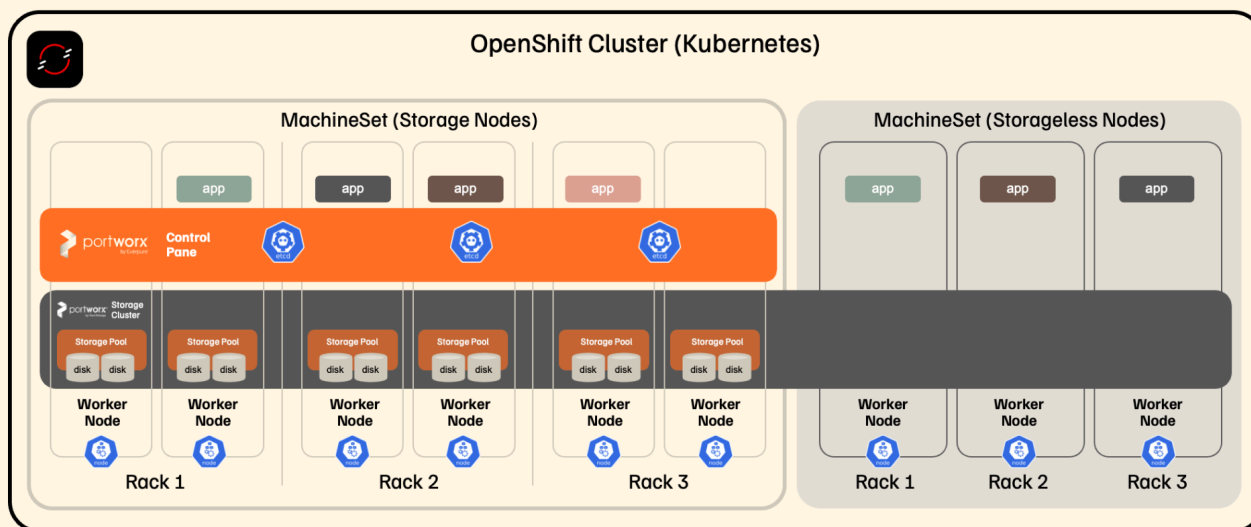 OpenShift Cluster (Kubernetes)
MachineSet (Storage Nodes)
MachineSet (Storageless Nodes)
app
app
app
app
app
app
app
portworx
Control
Pane
etcd
etcd
etcd
portworx
Storage
Cluster
Storage Pool
Storage Pool
Storage Pool
Storage Pool
Storage Pool
Storage Pool
disk disk
disk disk
disk disk
disk disk
disk disk
disk disk
Worker
Node
Worker
Node
Worker
Node
Worker
Node
Worker
Node
Worker
Node
Worker
Node
Worker
Node
Worker
Node
node
node
node
node
node
node
node
node
node
Rack 1
Rack 2
Rack 3
Rack 1
Rack 2
Rack 3